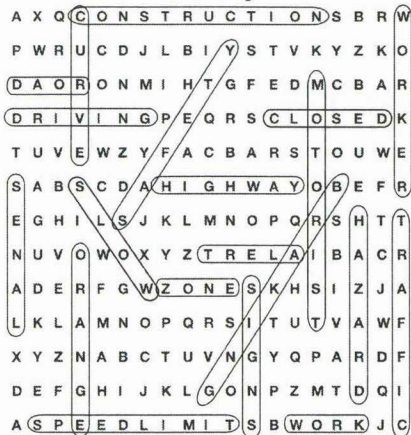 A X Q C O N S T R U C T I O N S B R W
P W R U C D J L B I Y S T V K Y Z K O
D A O R O N M I H T G F E D M C B A R
D R I V I N G P E Q R S C L O S E D K
T U V E W Z Y F A C B A R S T O U W E
S A B S C D A H I G H W A Y O B E F R
E G H I L S J K L M N O P Q R S H T T
N U V O W O X Y Z T R E L A I B A C R
A D E R F G W Z O N E S K H S I Z J A
L K L A M N O P Q R S I T U T V A W F
X Y Z N A B C T U V N G Y Q P A R D F
D E F G H I J K L G O N P Z M T D Q I
A S P E E D L I M I T S B W O R K J C